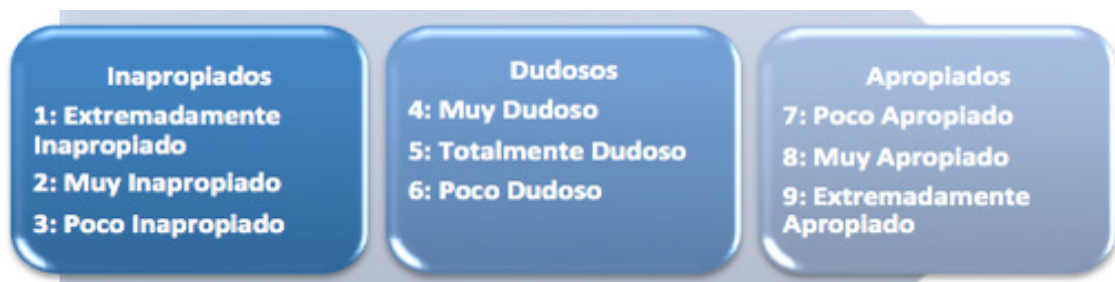 Inapropiados
1: Extremadamente
Inapropiado
2: Muy Inapropiado
3: Poco Inapropiado
Dudosos
4: Muy Dudoso
5: Totalmente Dudoso
6: Poco Dudoso
Apropiados
7: Poco Apropiado
8: Muy Apropiado
9: Extremadamente
Apropiado